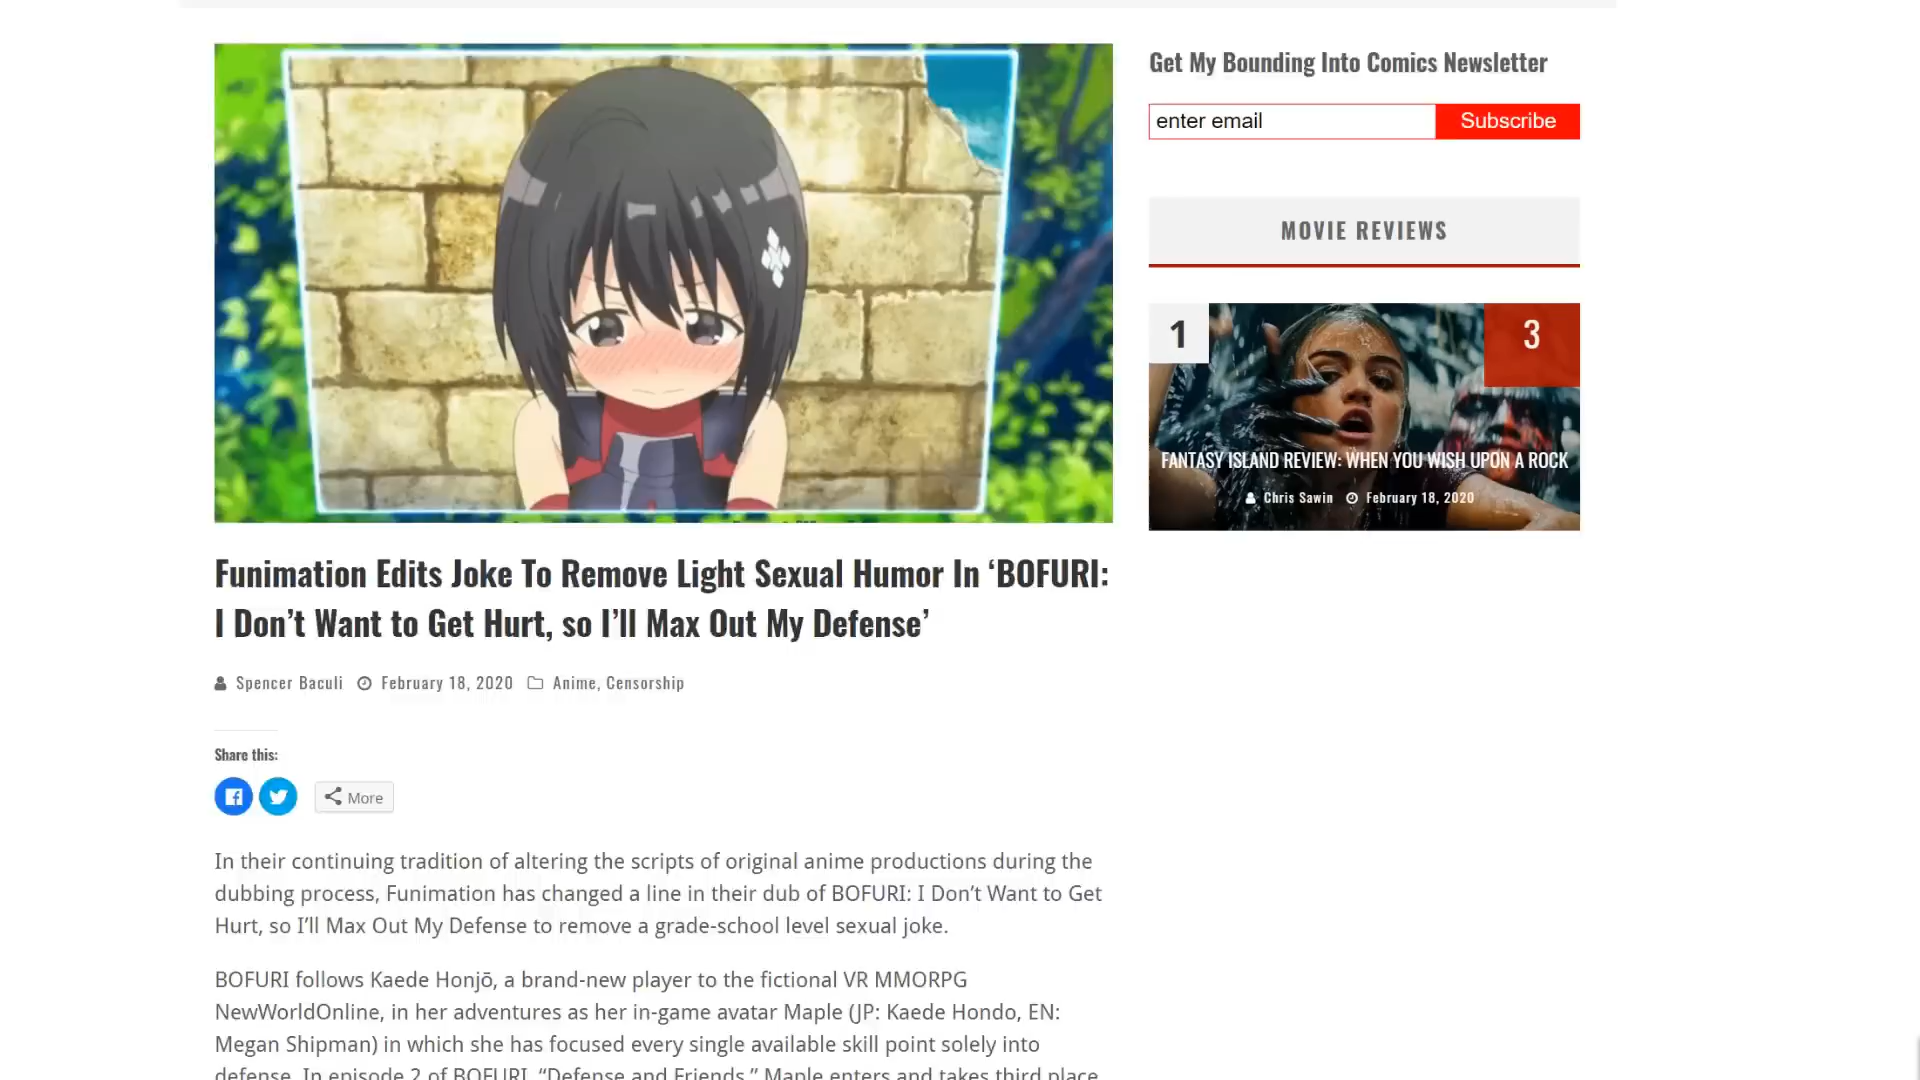 Get My Bounding Into Comics Newsletter
enter email
Subscribe
MOVIE REVIEWS
1
3
FANTASY ISLAND REVIEW: WHEN YOU WISH UPON A ROCK
Chris Sawin February 18, 2020
Funimation Edits Joke To Remove Light Sexual Humor In ‘BOFURI:
I Don’t Want to Get Hurt, so I’ll Max Out My Defense’
Spencer Baculi February 18, 2020 Anime, Censorship
Share this:
More
In their continuing tradition of altering the scripts of original anime productions during the
dubbing process, Funimation has changed a line in their dub of BOFURI: I Don’t Want to Get
Hurt, so I’ll Max Out My Defense to remove a grade-school level sexual joke.
BOFURI follows Kaede Honjō, a brand-new player to the fictional VR MMORPG
NewWorldOnline, in her adventures as her in-game avatar Maple (JP: Kaede Hondo, EN:
Megan Shipman) in which she has focused every single available skill point solely into
defense. In episode 2 of BOFURI, “Defense and Friends,” Maple enters and takes third place